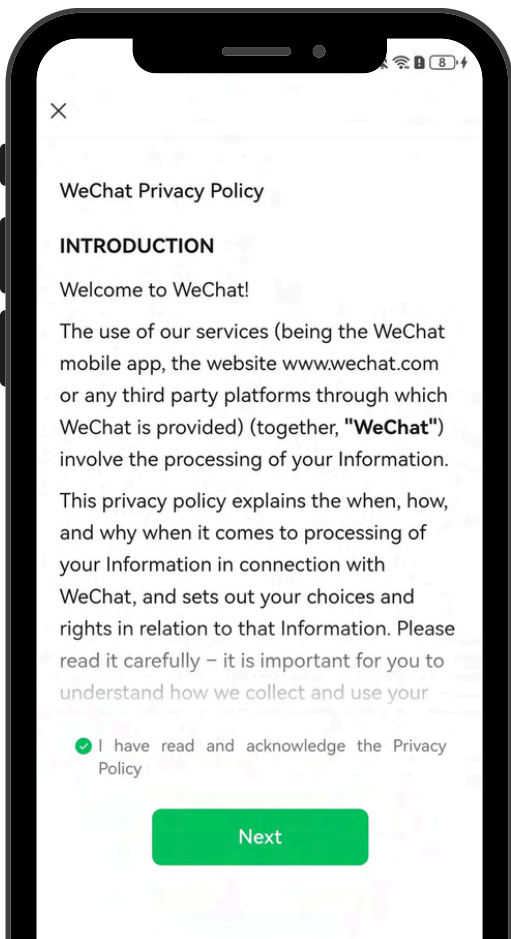 8
WeChat Privacy Policy
INTRODUCTION
Welcome to WeChat!
The use of our services (being the WeChat
mobile app, the website www.wechat.com
or any third party platforms through which
WeChat is provided) (together, "WeChat")
involve the processing of your Information.
This privacy policy explains the when, how,
and why when it comes to processing of
your Information in connection with
WeChat, and sets out your choices and
rights in relation to that Information. Please
read it carefully – it is important for you to
understand how we collect and use your
I have read and acknowledge the Privacy
Policy
Next